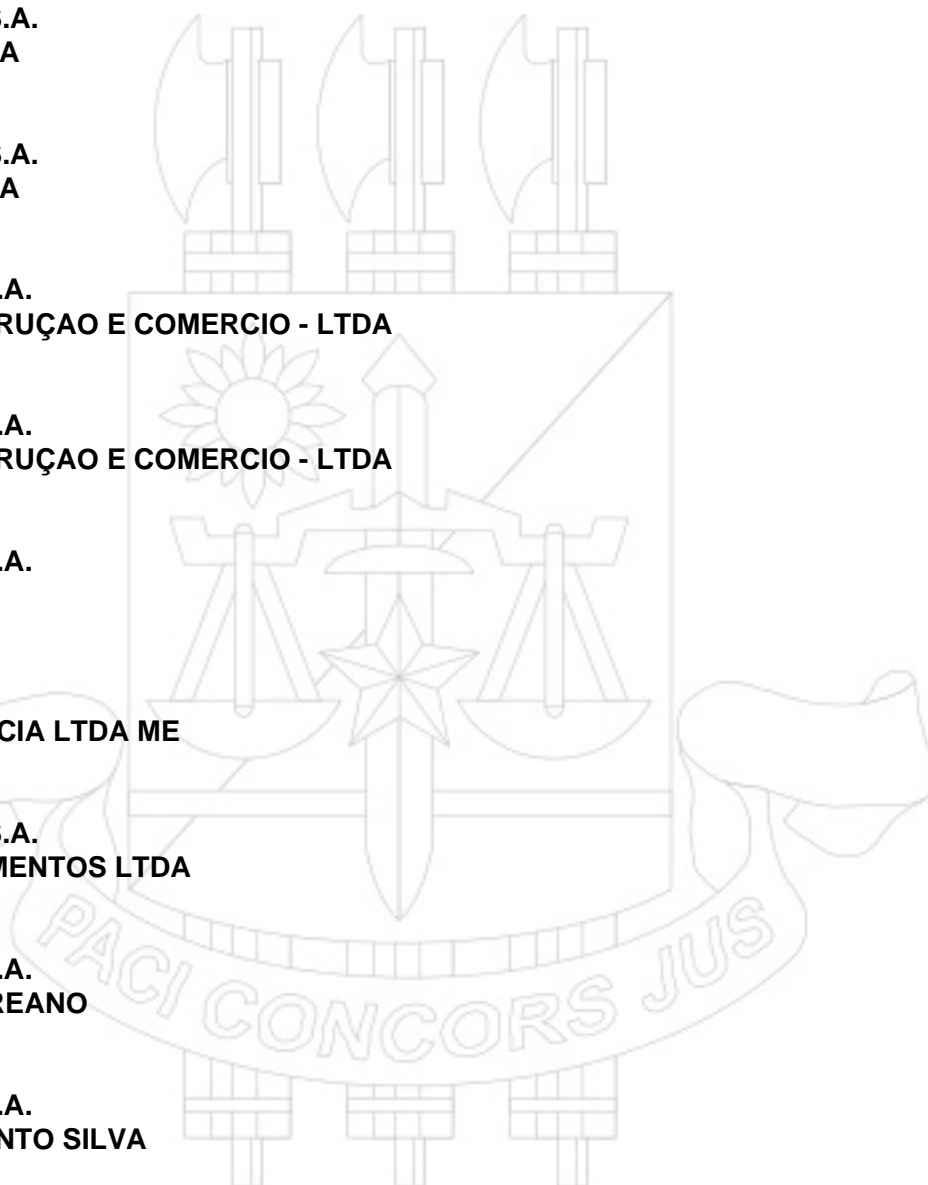 S.A.
A
S.A.
A
.A.
RUÇAO E COMERCIO - LTDA
.A.
RUÇAO E COMERCIO - LTDA
.A.
CIA LTDA ME
S.A.
MENTOS LTDA
PACI CONCORS JUS
.A.
REANO
.A.
NTO SILVA